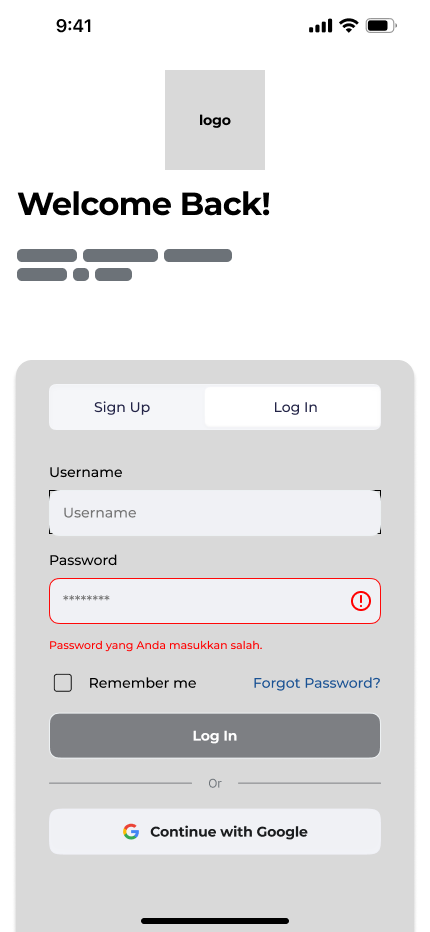 9:41
logo
Welcome Back!
Sign Up
Log In
Username
Username
Password
********
Password yang Anda masukkan salah.
Remember me
Forgot Password?
Log In
Or
Continue with Google